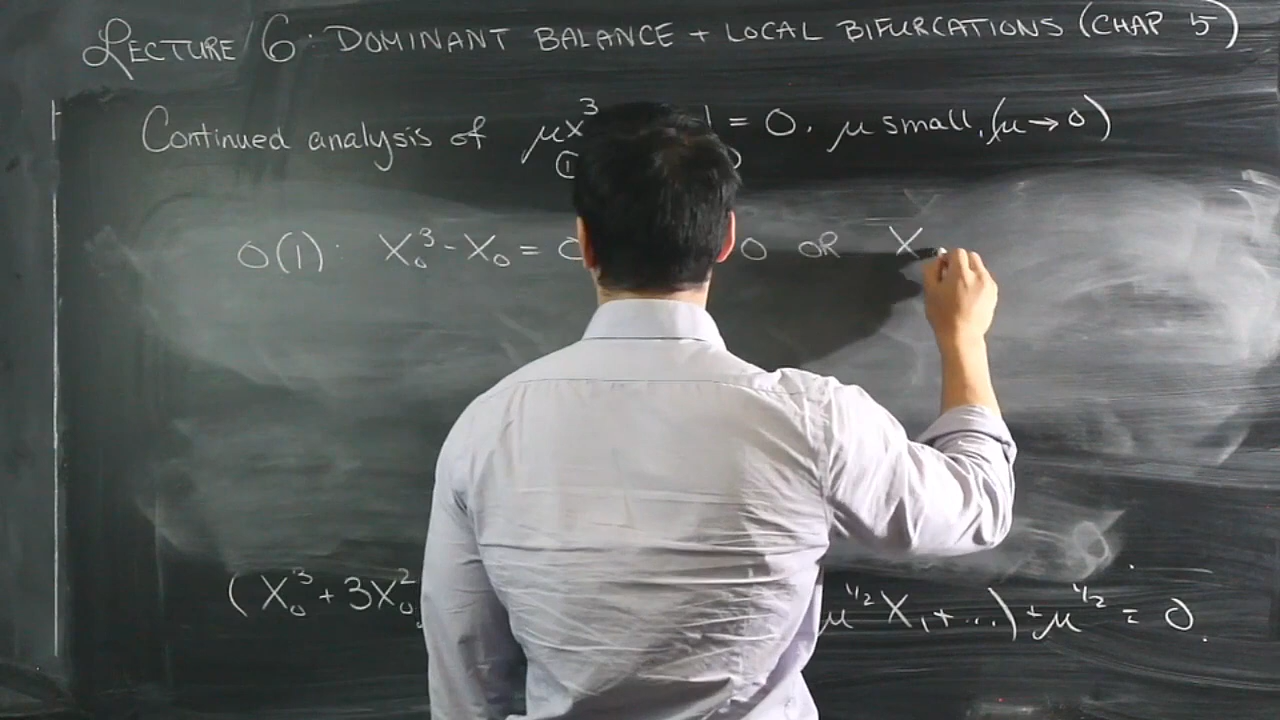 LECTURE 6: DOMINANT BALANCE + LOCAL BIFURCATIONS (CHAP 5)
Continued analysis of μx³ = 0. μ small, (μ → 0)
①
O(1): X₀³ - X₀ = 0 OR X
(X₀³ + 3X₀² μ^{1/2} X₁ + ...) + μ^{1/2} = 0.